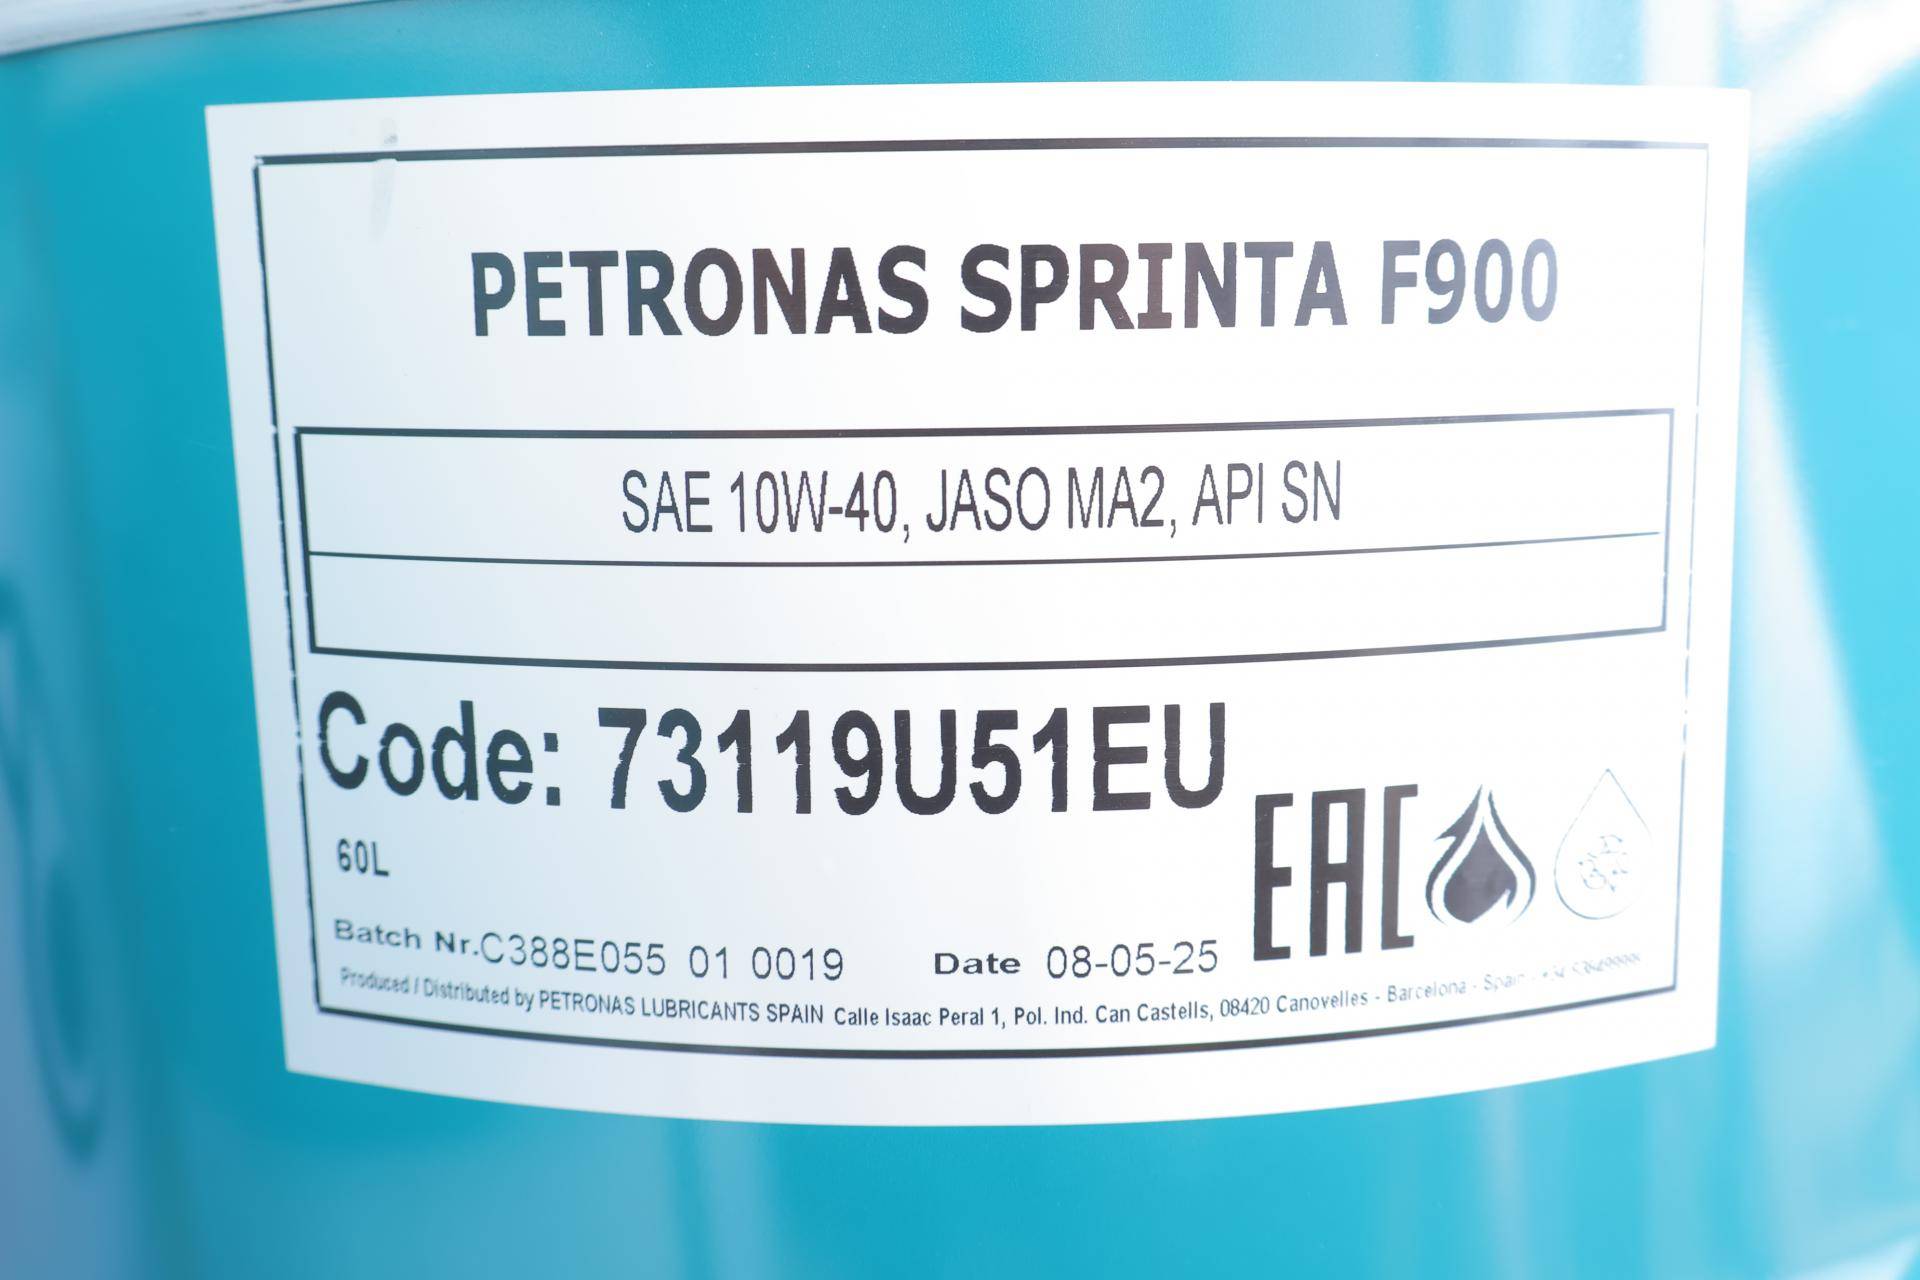 PETRONAS SPRINTA F900
SAE 10W-40, JASO MA2, API SN
Code: 73119U51EU
60L
EAC
Batch Nr.C388E055 01 0019 Date 08-05-25
Produced / Distributed by PETRONAS LUBRICANTS SPAIN Calle Isaac Peral 1, Pol. Ind. Can Castells, 08420 Canovelles - Barcelona - Spain